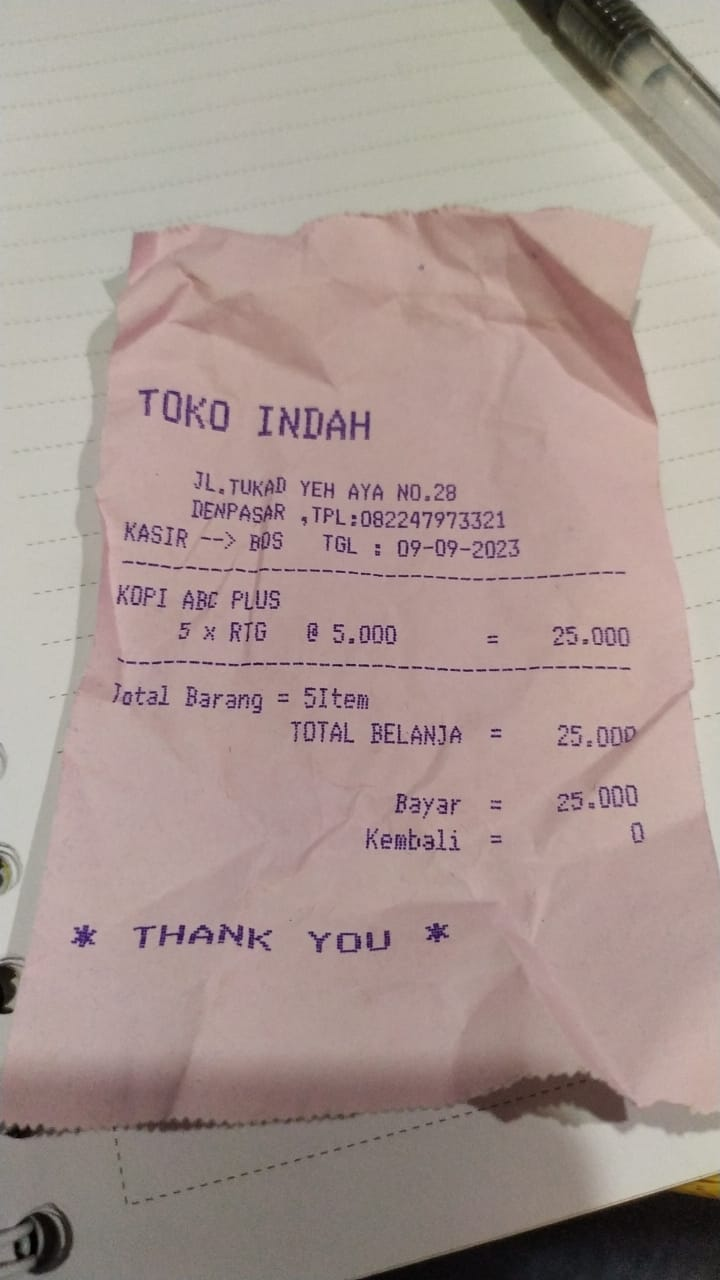 TOKO INDAH
JL.TUKAD YEH AYA NO.28
DENPASAR ,TPL:082247973321
KASIR --> BOS TGL : 09-09-2023
KOPI ABC PLUS
5 x RTG @ 5.000 = 25.000
Total Barang = 5Item
TOTAL BELANJA = 25.000
Bayar = 25.000
Kembali = 0
* THANK YOU *